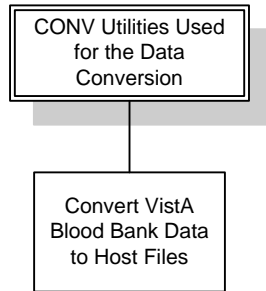 CONV Utilities Used
for the Data
Conversion
Convert VistA
Blood Bank Data
to Host Files